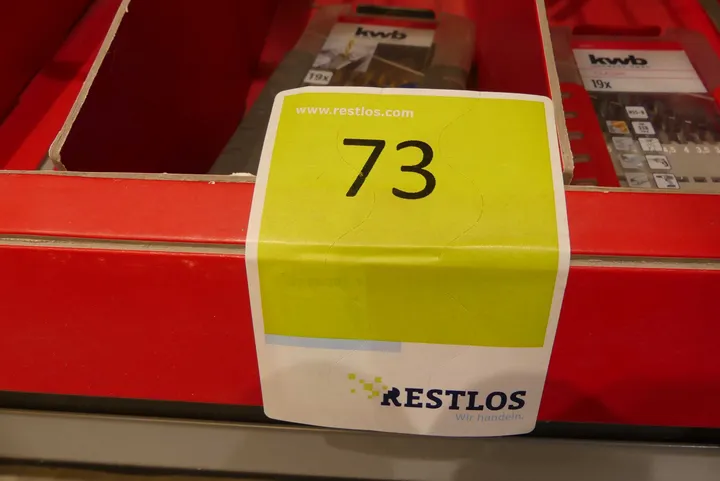 kwb
19x
kwb
19x
www.restlos.com
73
RESTLOS
Wir handeln.